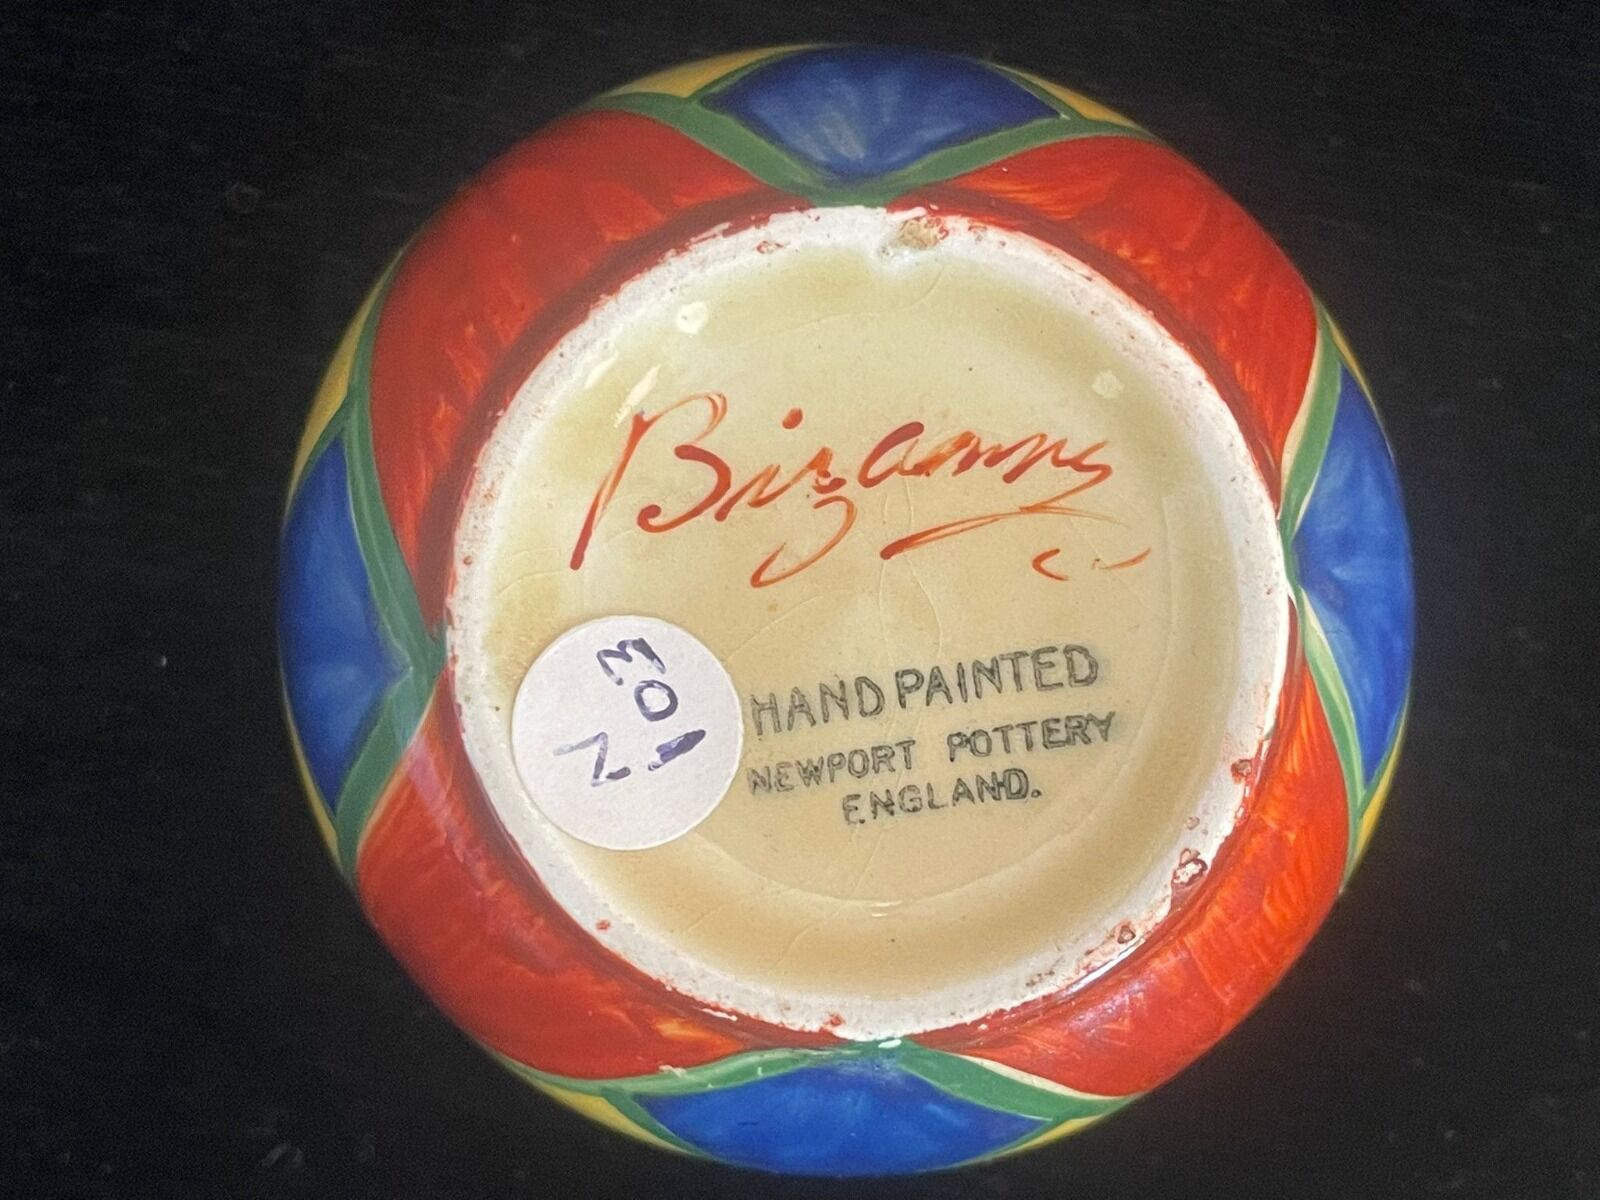 Bizarre
HAND PAINTED
NEWPORT POTTERY
ENGLAND.